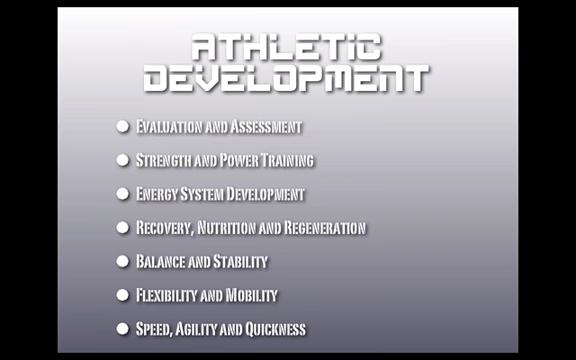 ATHLETIC
DEVELOPMENT
EVALUATION AND ASSESSMENT
STRENGTH AND POWER TRAINING
ENERGY SYSTEM DEVELOPMENT
RECOVERY, NUTRITION AND REGENERATION
BALANCE AND STABILITY
FLEXIBILITY AND MOBILITY
SPEED, AGILITY AND QUICKNESS